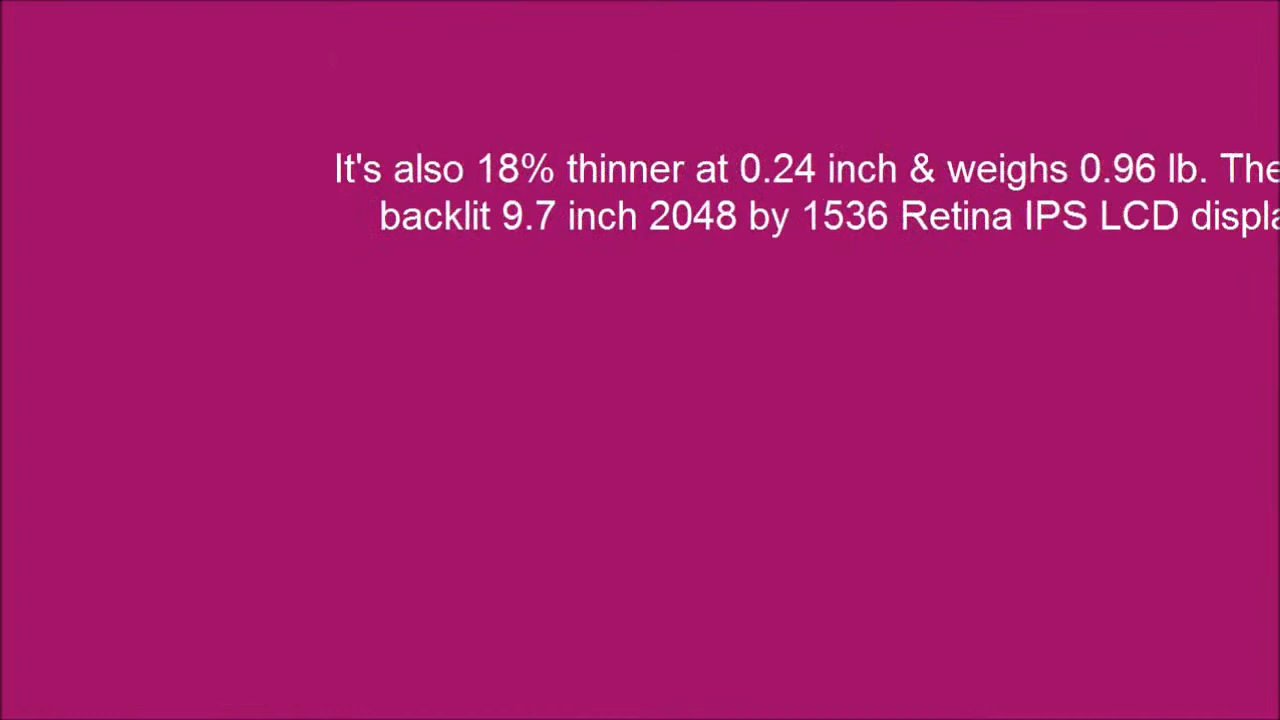 It's also 18% thinner at 0.24 inch & weighs 0.96 lb. The
backlit 9.7 inch 2048 by 1536 Retina IPS LCD displa